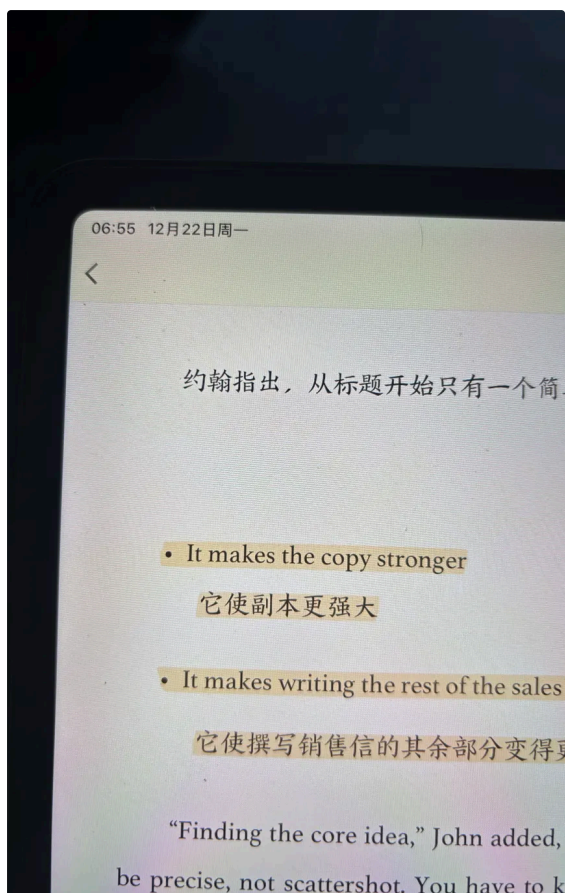 06:55 12月22日周一
约翰指出，从标题开始只有一个简
• It makes the copy stronger
它使副本更强大
• It makes writing the rest of the sales
它使撰写销售信的其余部分变得
“Finding the core idea,” John added,
be precise, not scattershot. You have to